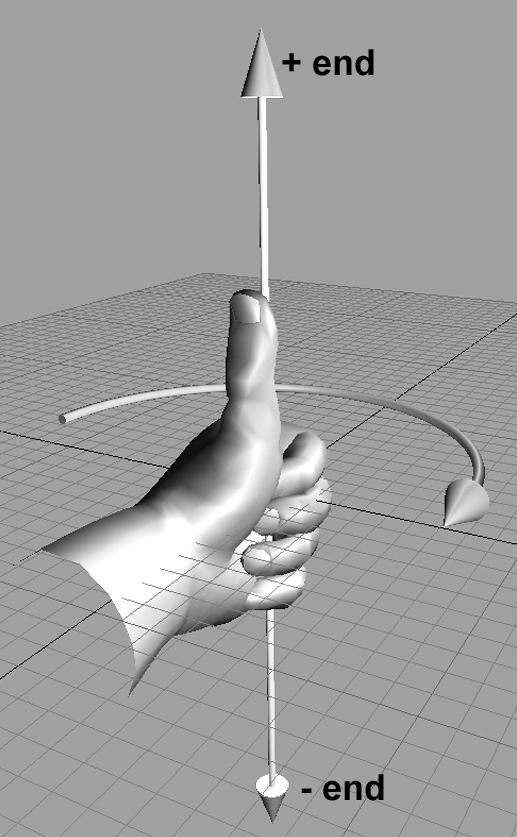 + end
- end